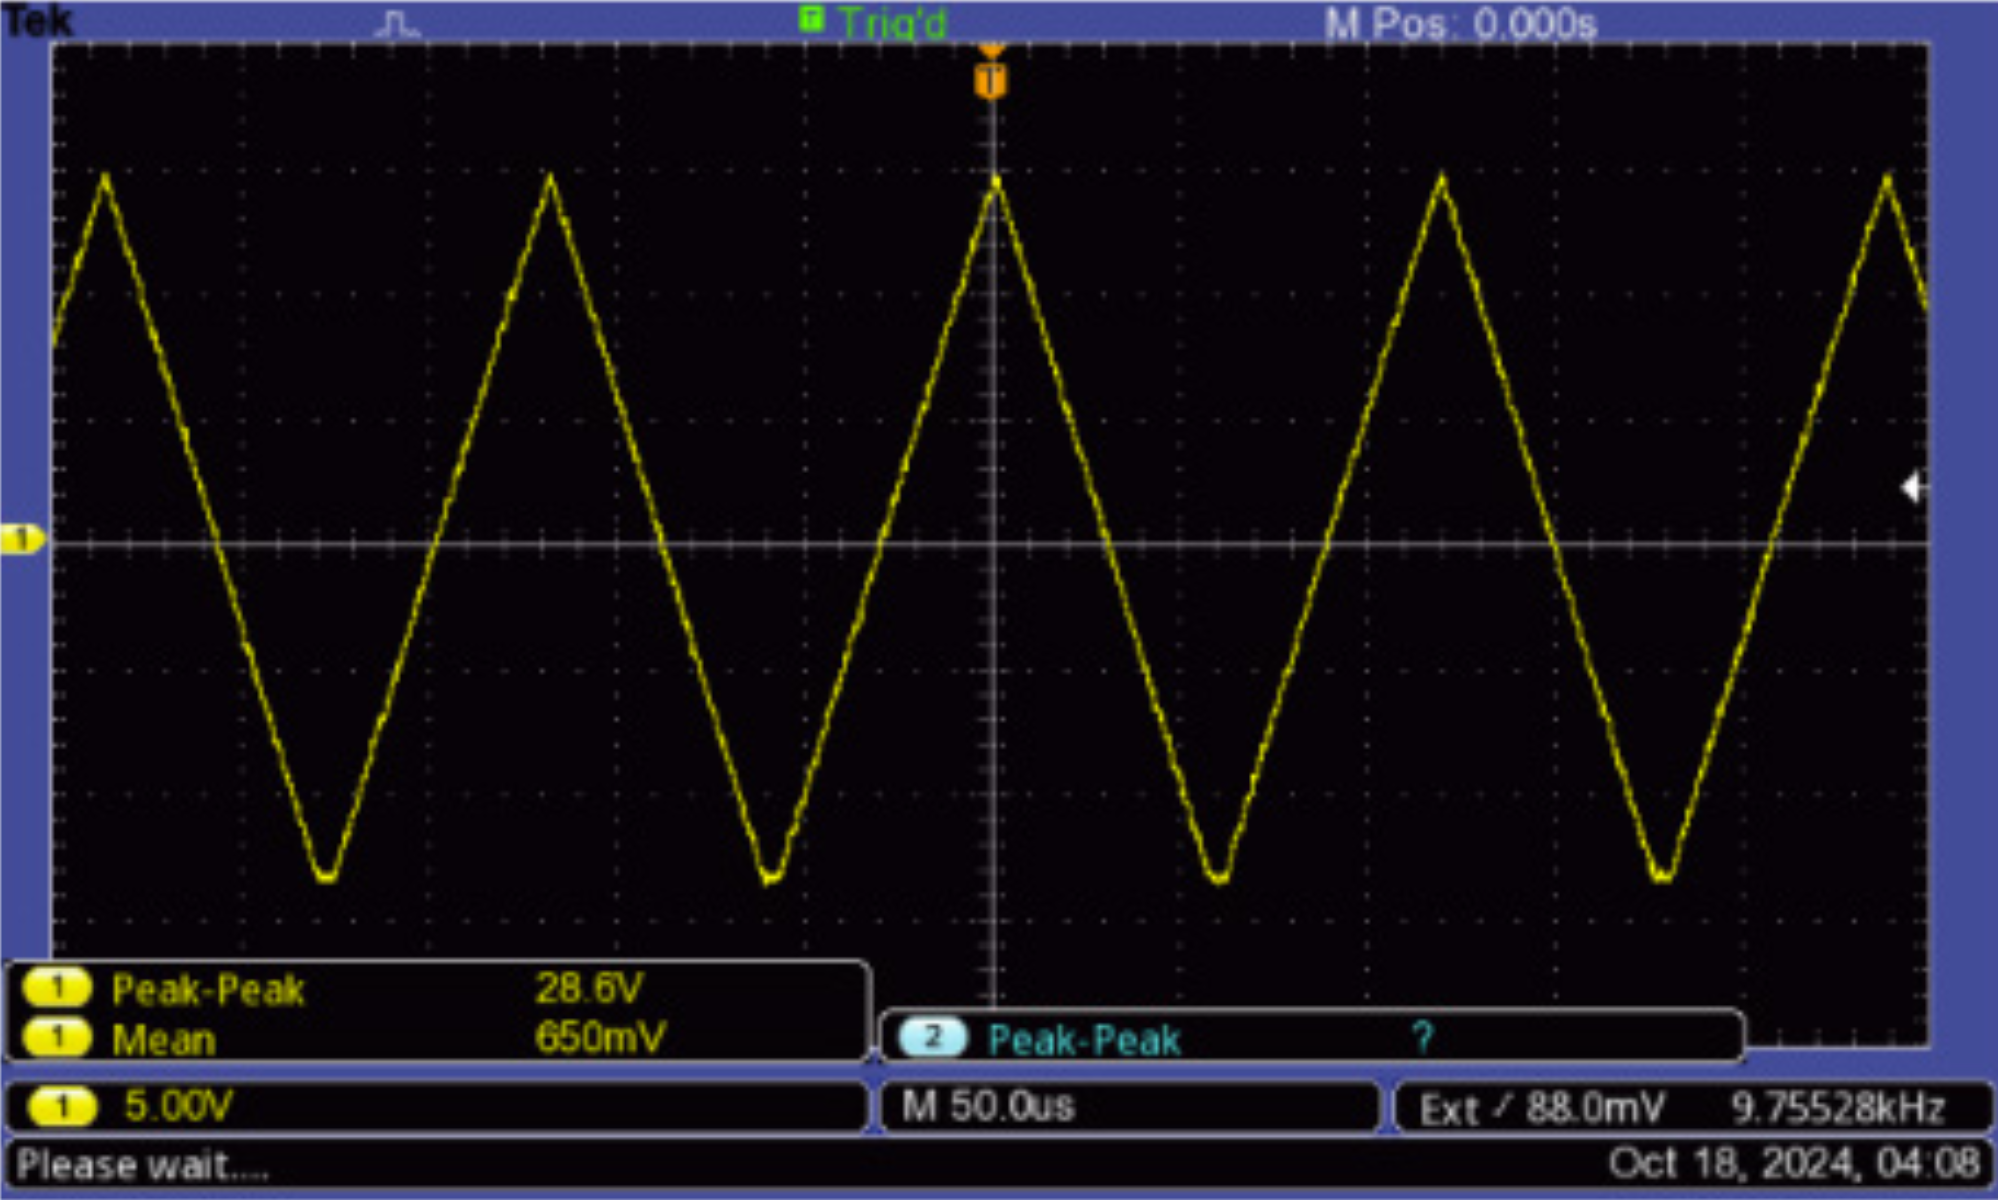 Tek T Trig'd M Pos: 0.000s
T
1
1 Peak-Peak 28.6V
1 Mean 650mV
2 Peak-Peak ?
1 5.00V M 50.0us Ext / 88.0mV 9.75528kHz
Please wait.... Oct 18, 2024, 04:08